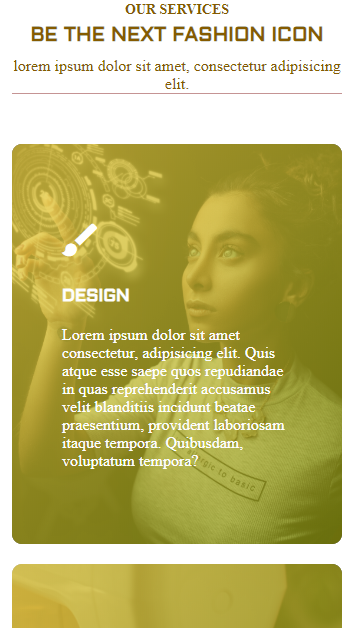 OUR SERVICES
BE THE NEXT FASHION ICON
lorem ipsum dolor sit amet, consectetur adipisicing
elit.
DESIGN
Lorem ipsum dolor sit amet
consectetur, adipisicing elit. Quis
atque esse saepe quos repudiandae
in quas reprehenderit accusamus
velit blanditiis incidunt beatae
praesentium, provident laboriosam
itaque tempora. Quibusdam,
voluptatum tempora?
to basic